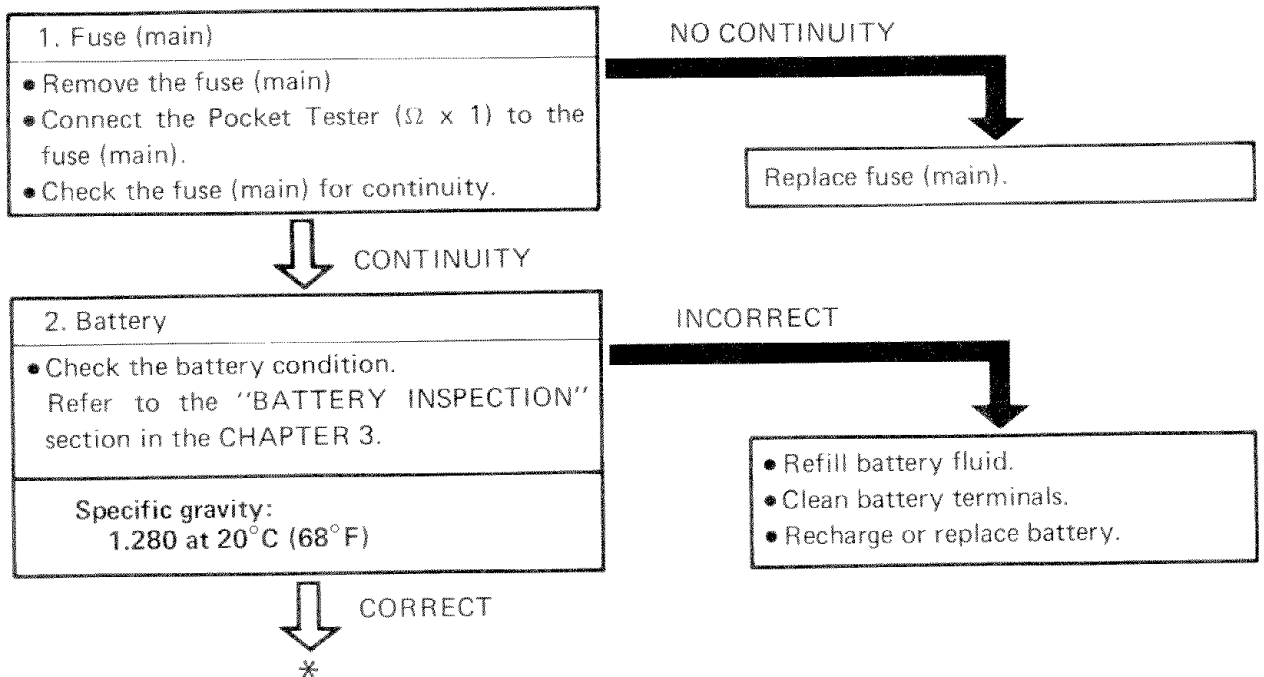 1. Fuse (main)
• Remove the fuse (main)
• Connect the Pocket Tester (Ω x 1) to the
fuse (main).
• Check the fuse (main) for continuity.
NO CONTINUITY
Replace fuse (main).
CONTINUITY
2. Battery
• Check the battery condition.
Refer to the "BATTERY INSPECTION"
section in the CHAPTER 3.
Specific gravity:
1.280 at 20°C (68°F)
INCORRECT
• Refill battery fluid.
• Clean battery terminals.
• Recharge or replace battery.
CORRECT
*